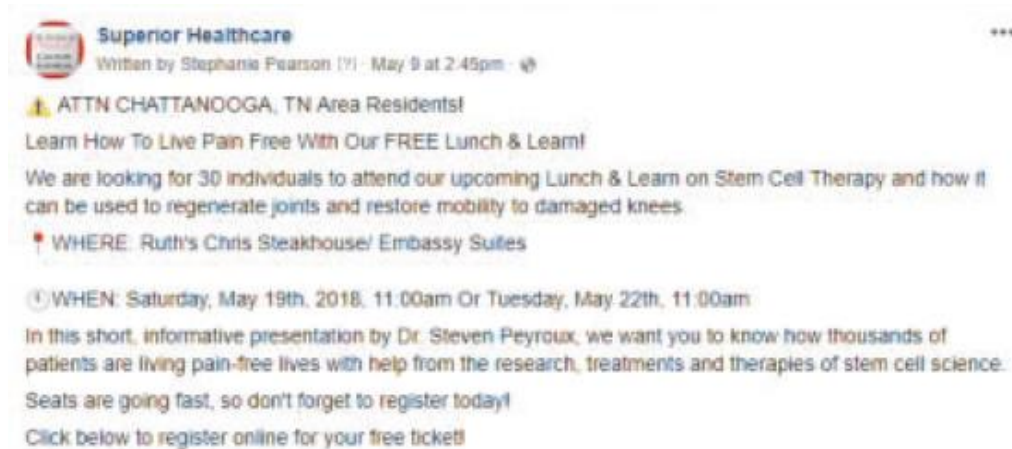 Superior Healthcare
Written by Stephanie Pearson [?] · May 9 at 2:45pm ·
⚠ ATTN CHATTANOOGA, TN Area Residents!
Learn How To Live Pain Free With Our FREE Lunch & Learn!
We are looking for 30 individuals to attend our upcoming Lunch & Learn on Stem Cell Therapy and how it
can be used to regenerate joints and restore mobility to damaged knees.
📍 WHERE: Ruth's Chris Steakhouse/ Embassy Suites
🕚 WHEN: Saturday, May 19th, 2018, 11:00am Or Tuesday, May 22th, 11:00am
In this short, informative presentation by Dr. Steven Peyroux, we want you to know how thousands of
patients are living pain-free lives with help from the research, treatments and therapies of stem cell science.
Seats are going fast, so don't forget to register today!
Click below to register online for your free ticket!